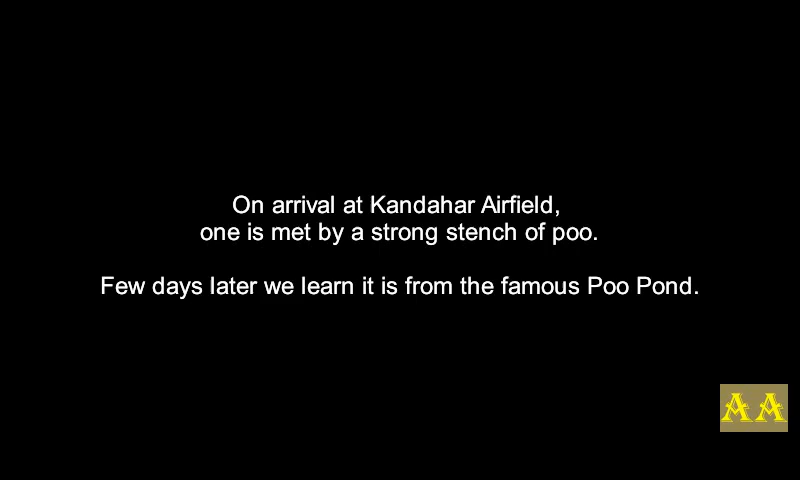 On arrival at Kandahar Airfield,
one is met by a strong stench of poo.
Few days later we learn it is from the famous Poo Pond.
AA